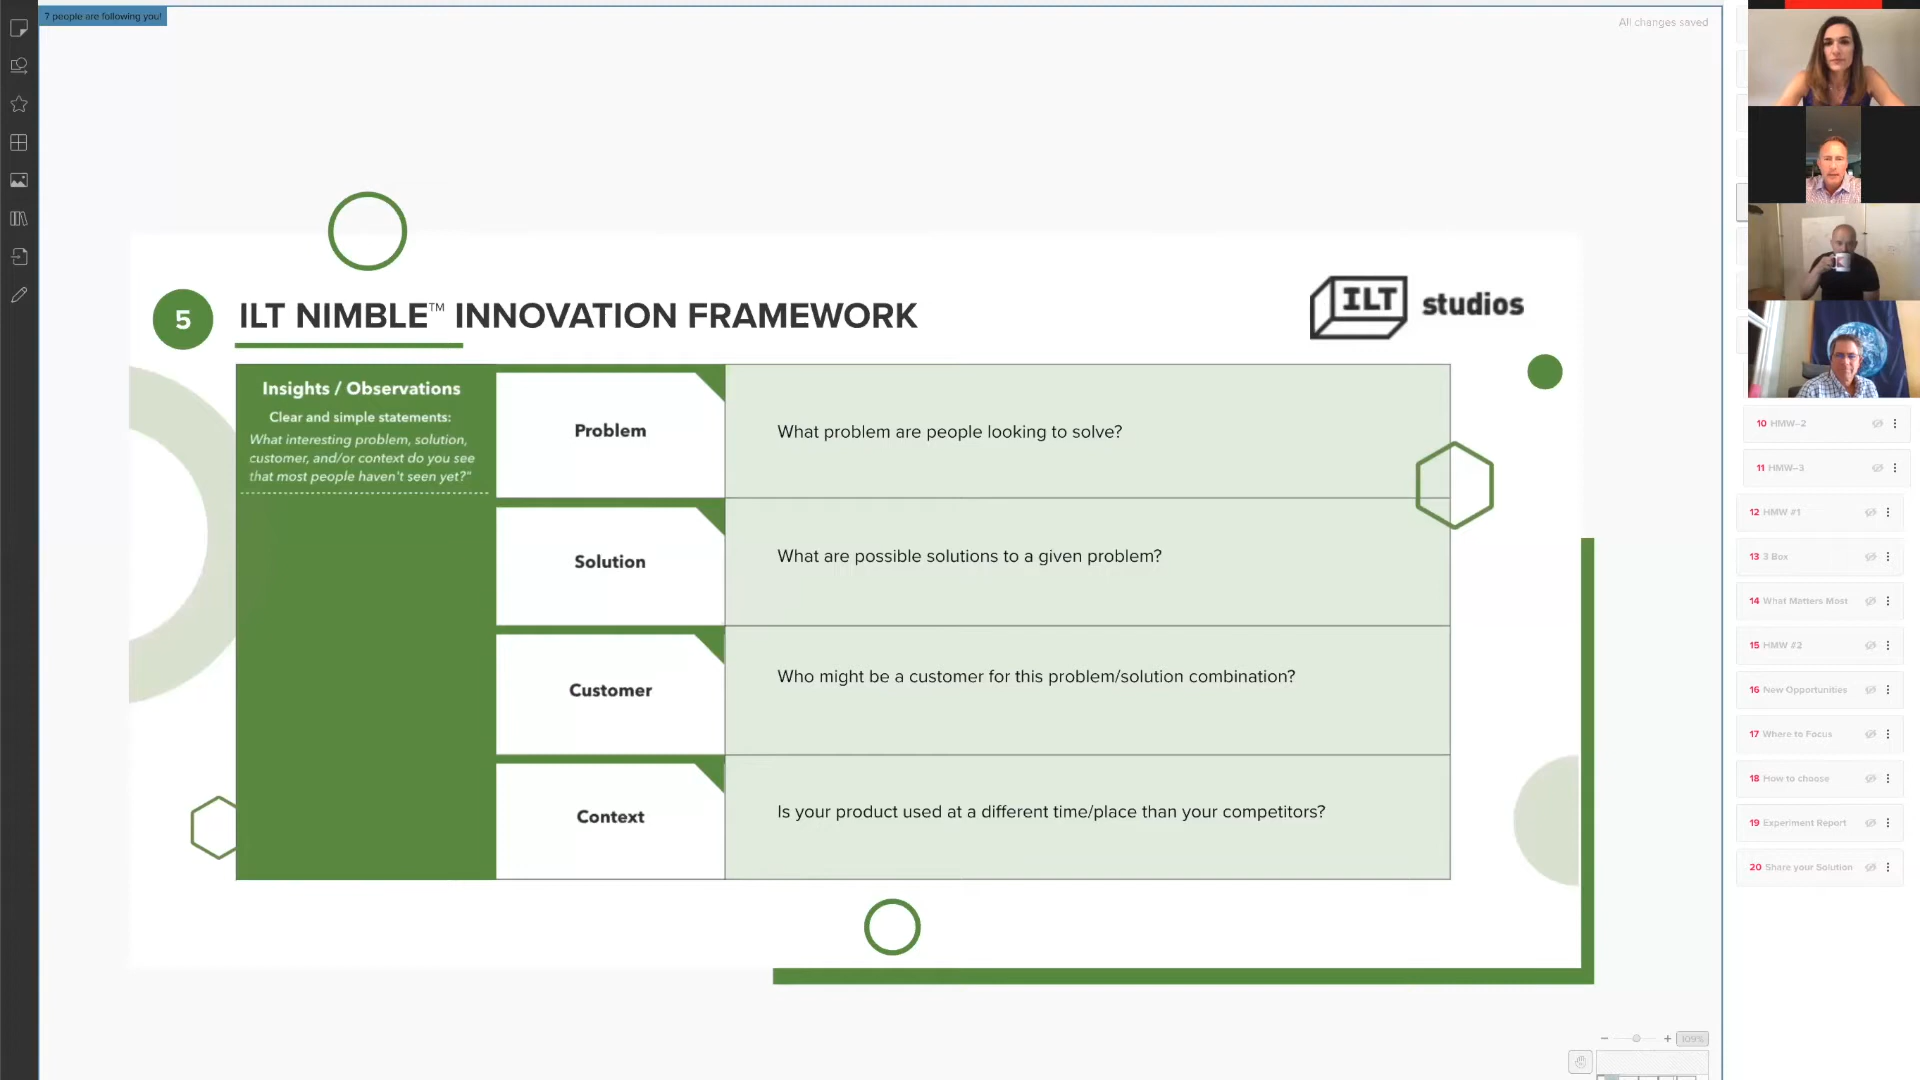 7 people are following you!
All changes saved
5
ILT NIMBLE™ INNOVATION FRAMEWORK
ILT studios
Insights / Observations
Clear and simple statements:
What interesting problem, solution,
customer, and/or context do you see
that most people haven't seen yet?"
Problem
What problem are people looking to solve?
Solution
What are possible solutions to a given problem?
Customer
Who might be a customer for this problem/solution combination?
Context
Is your product used at a different time/place than your competitors?
10 HMW-2
11 HMW-3
12 HMW #1
13 3 Box
14 What Matters Most
15 HMW #2
16 New Opportunities
17 Where to Focus
18 How to choose
19 Experiment Report
20 Share your Solution
109%